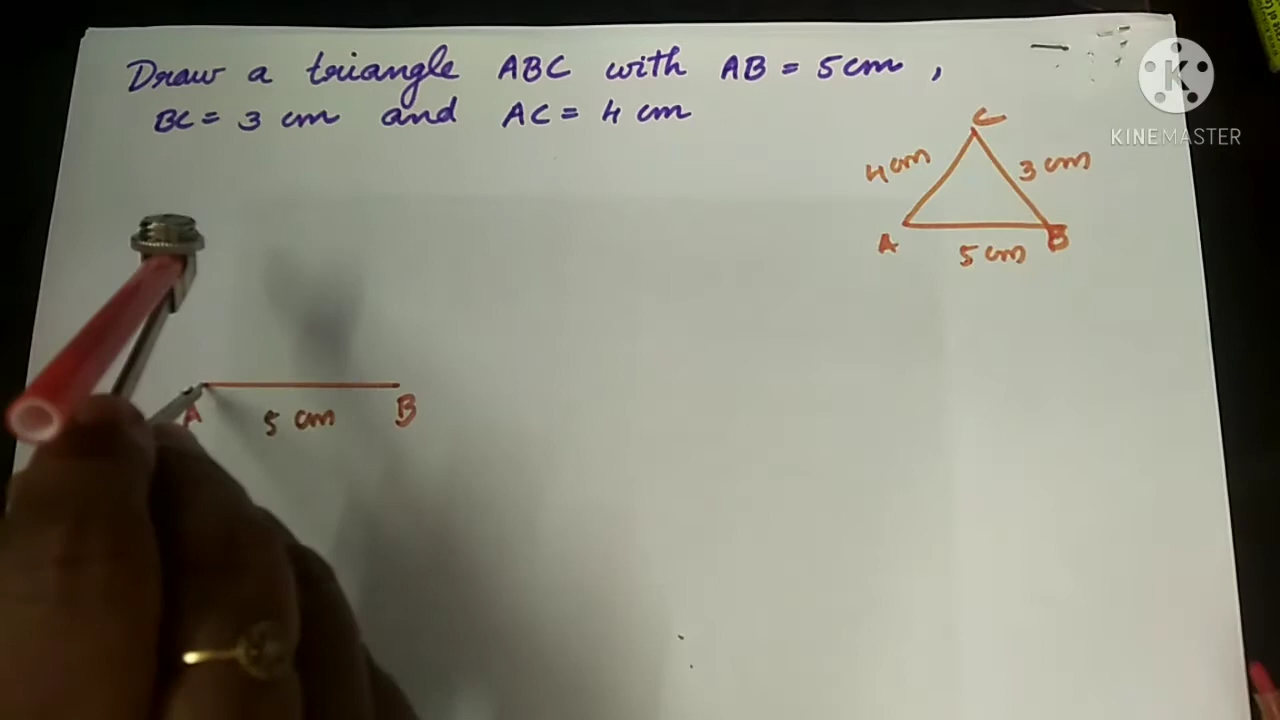 Draw a triangle ABC with AB = 5cm,
BC = 3 cm and AC = 4 cm
C
4cm
3 cm
A
B
5 cm
A
5 cm
B
KINEMASTER